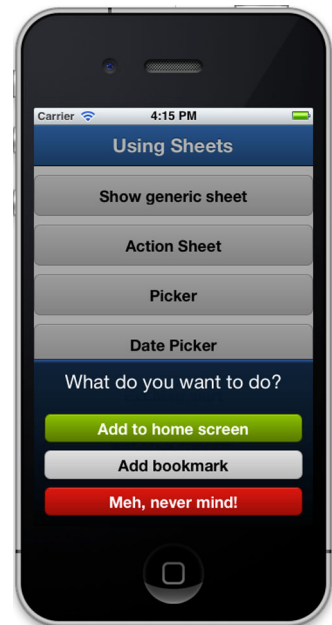 Carrier 4:15 PM
Using Sheets
Show generic sheet
Action Sheet
Picker
Date Picker
What do you want to do?
Add to home screen
Add bookmark
Meh, never mind!